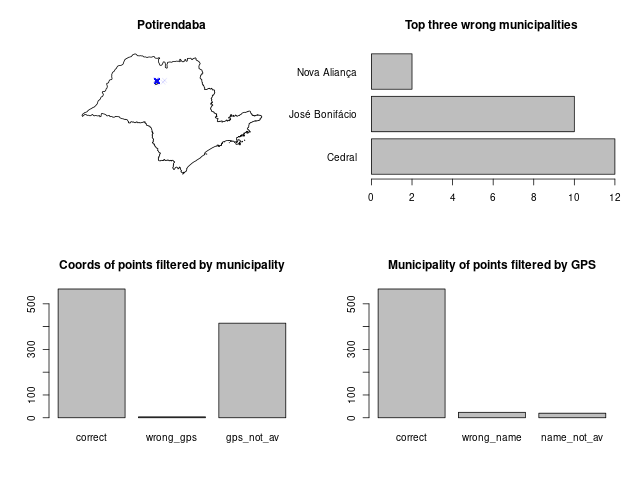 Potirendaba
Top three wrong municipalities
Nova Aliança
José Bonifácio
Cedral
0 2 4 6 8 10 12
Coords of points filtered by municipality
500
300
100
0
correct wrong_gps gps_not_av
Municipality of points filtered by GPS
500
300
100
0
correct wrong_name name_not_av